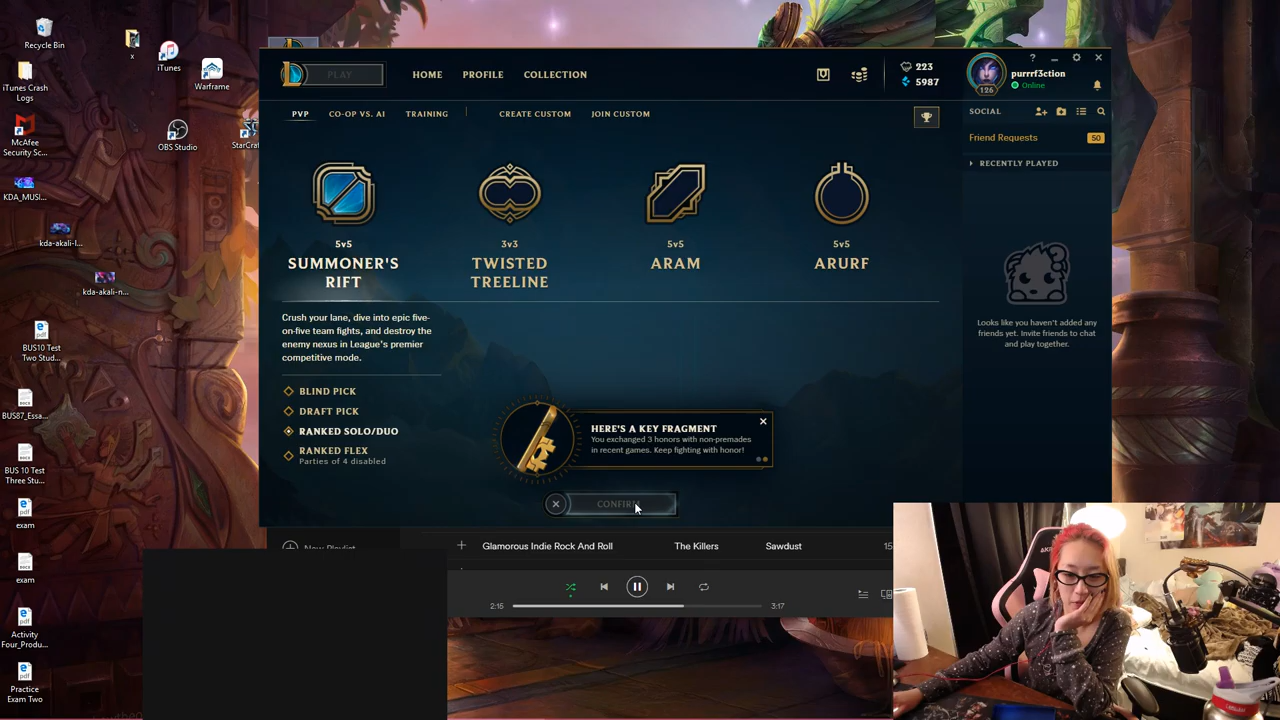 Recycle Bin
x
iTunes
iTunes Crash
Logs
Warframe
McAfee
Security Sc...
OBS Studio
StarCraf
KDA_MUSI...
kda-akali-l...
kda-akali-n...
BUS10 Test
Two Stud...
BUS87_Essa...
BUS 10 Test
Three Stu...
exam
exam
Activity
Four_Produ...
Practice
Exam Two
PLAY
HOME
PROFILE
COLLECTION
223
5987
126
purrrf3ction
Online
PVP
CO-OP VS. AI
TRAINING
CREATE CUSTOM
JOIN CUSTOM
SOCIAL
Friend Requests
50
RECENTLY PLAYED
Looks like you haven't added any
friends yet. Invite friends to chat
and play together.
5v5
SUMMONER'S
RIFT
3v3
TWISTED
TREELINE
5v5
ARAM
5v5
ARURF
Crush your lane, dive into epic five-
on-five team fights, and destroy the
enemy nexus in League's premier
competitive mode.
BLIND PICK
DRAFT PICK
RANKED SOLO/DUO
RANKED FLEX
Parties of 4 disabled
HERE'S A KEY FRAGMENT
You exchanged 3 honors with non-premades
in recent games. Keep fighting with honor!
CONFIRM
New Playlist
Glamorous Indie Rock And Roll
The Killers
Sawdust
15
2:15
3:17